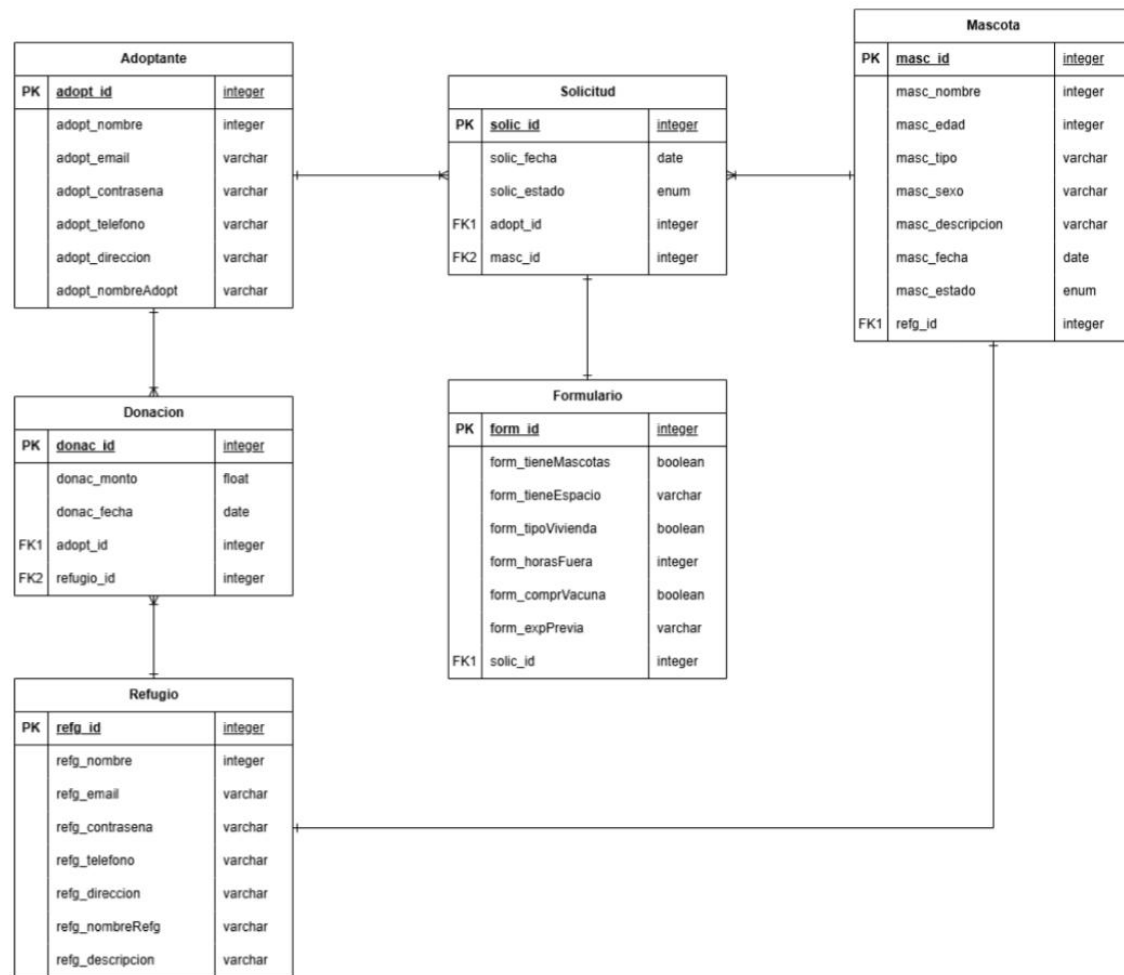 Adoptante
PK adopt_id integer
adopt_nombre integer
adopt_email varchar
adopt_contrasena varchar
adopt_telefono varchar
adopt_direccion varchar
adopt_nombreAdopt varchar
Solicitud
PK solic_id integer
solic_fecha date
solic_estado enum
FK1 adopt_id integer
FK2 masc_id integer
Mascota
PK masc_id integer
masc_nombre integer
masc_edad integer
masc_tipo varchar
masc_sexo varchar
masc_descripcion varchar
masc_fecha date
masc_estado enum
FK1 refg_id integer
Donacion
PK donac_id integer
donac_monto float
donac_fecha date
FK1 adopt_id integer
FK2 refugio_id integer
Formulario
PK form_id integer
form_tieneMascotas boolean
form_tieneEspacio varchar
form_tipoVivienda boolean
form_horasFuera integer
form_comprVacuna boolean
form_expPrevia varchar
FK1 solic_id integer
Refugio
PK refg_id integer
refg_nombre integer
refg_email varchar
refg_contrasena varchar
refg_telefono varchar
refg_direccion varchar
refg_nombreRefg varchar
refg_descripcion varchar